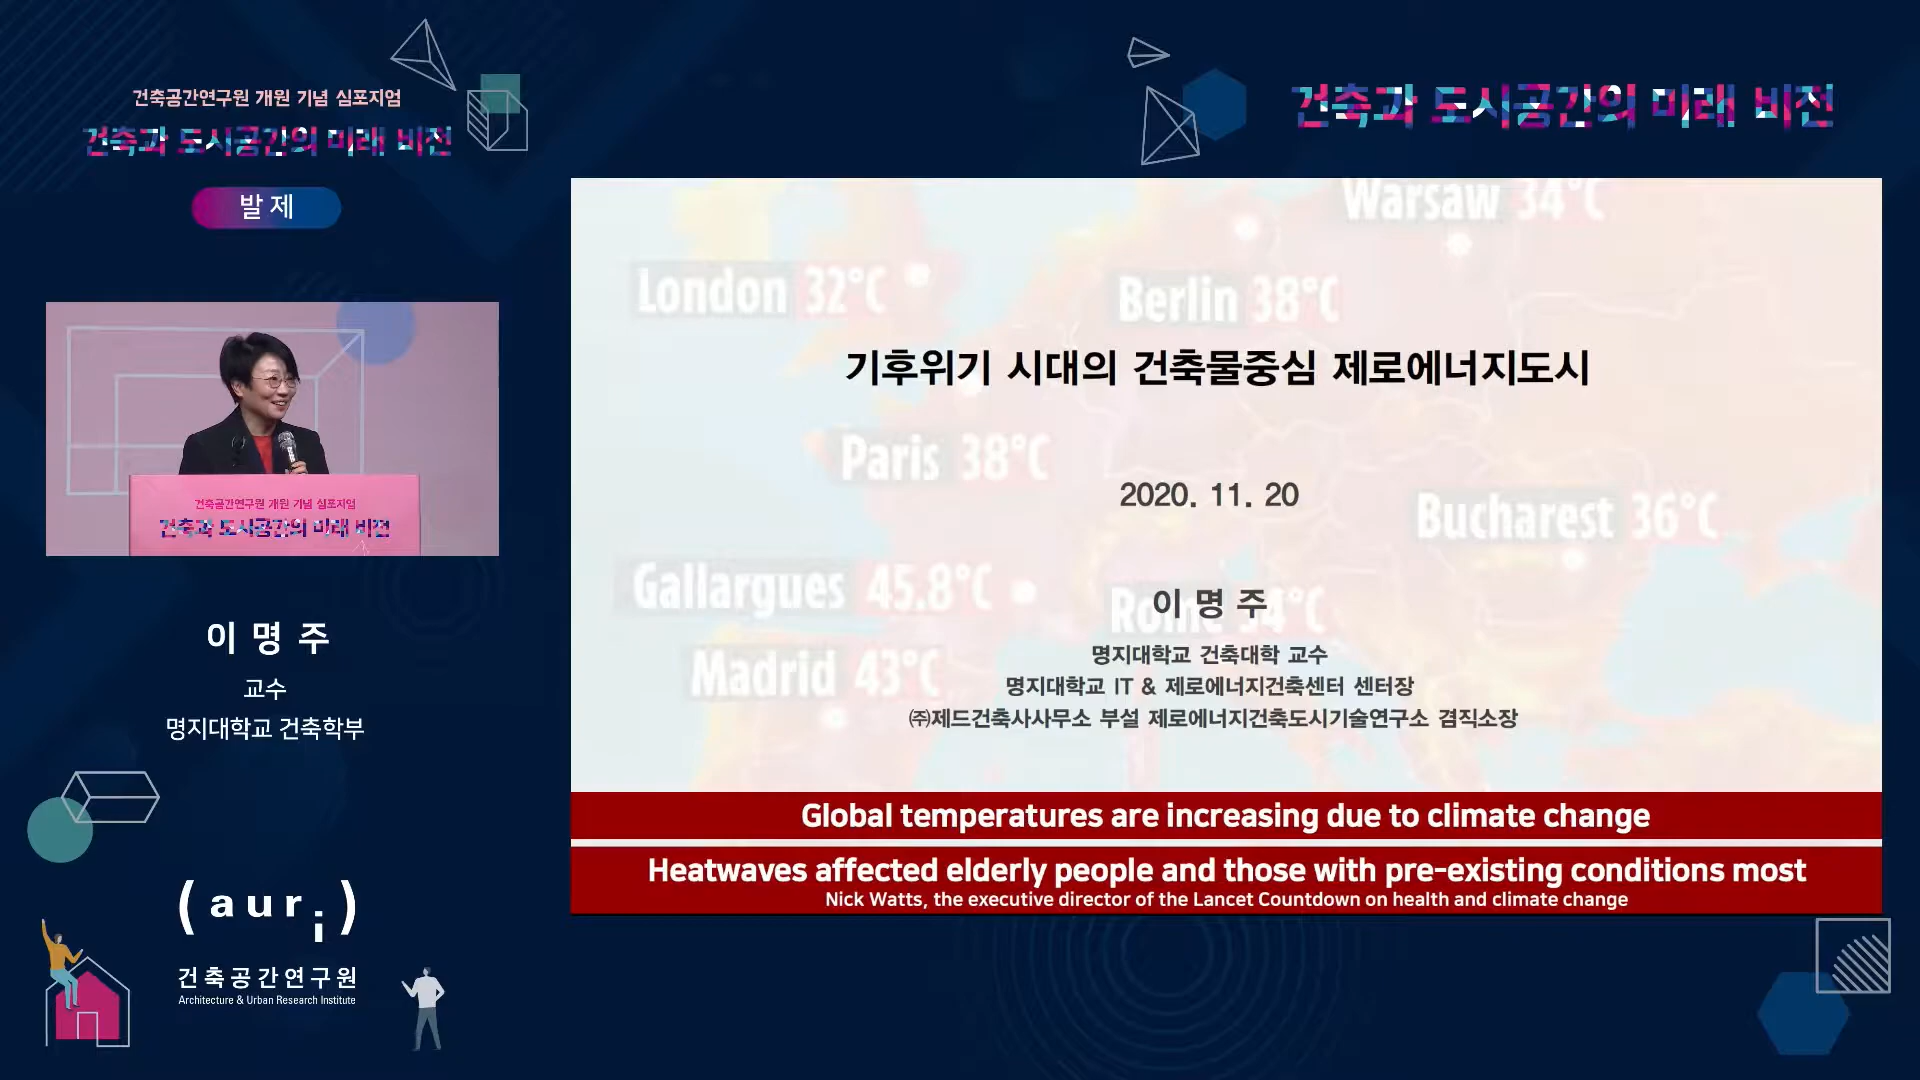 건축공간연구원 개원 기념 심포지엄
건축과 도시공간의 미래 비전
발 제
건축공간연구원 개원 기념 심포지엄
건축과 도시공간의 미래 비전
이 명 주
교수
명지대학교 건축학부
(auri)
건축공간연구원
Architecture & Urban Research Institute
건축과 도시공간의 미래 비전
Warsaw 34°C
London 32°C
Berlin 38°C
기후위기 시대의 건축물중심 제로에너지도시
Paris 38°C
2020. 11. 20
Bucharest 36°C
Gallargues 45.8°C
Rome 34°C
이 명 주
Madrid 43°C
명지대학교 건축대학 교수
명지대학교 IT & 제로에너지건축센터 센터장
㈜제드건축사사무소 부설 제로에너지건축도시기술연구소 겸직소장
Global temperatures are increasing due to climate change
Heatwaves affected elderly people and those with pre-existing conditions most
Nick Watts, the executive director of the Lancet Countdown on health and climate change